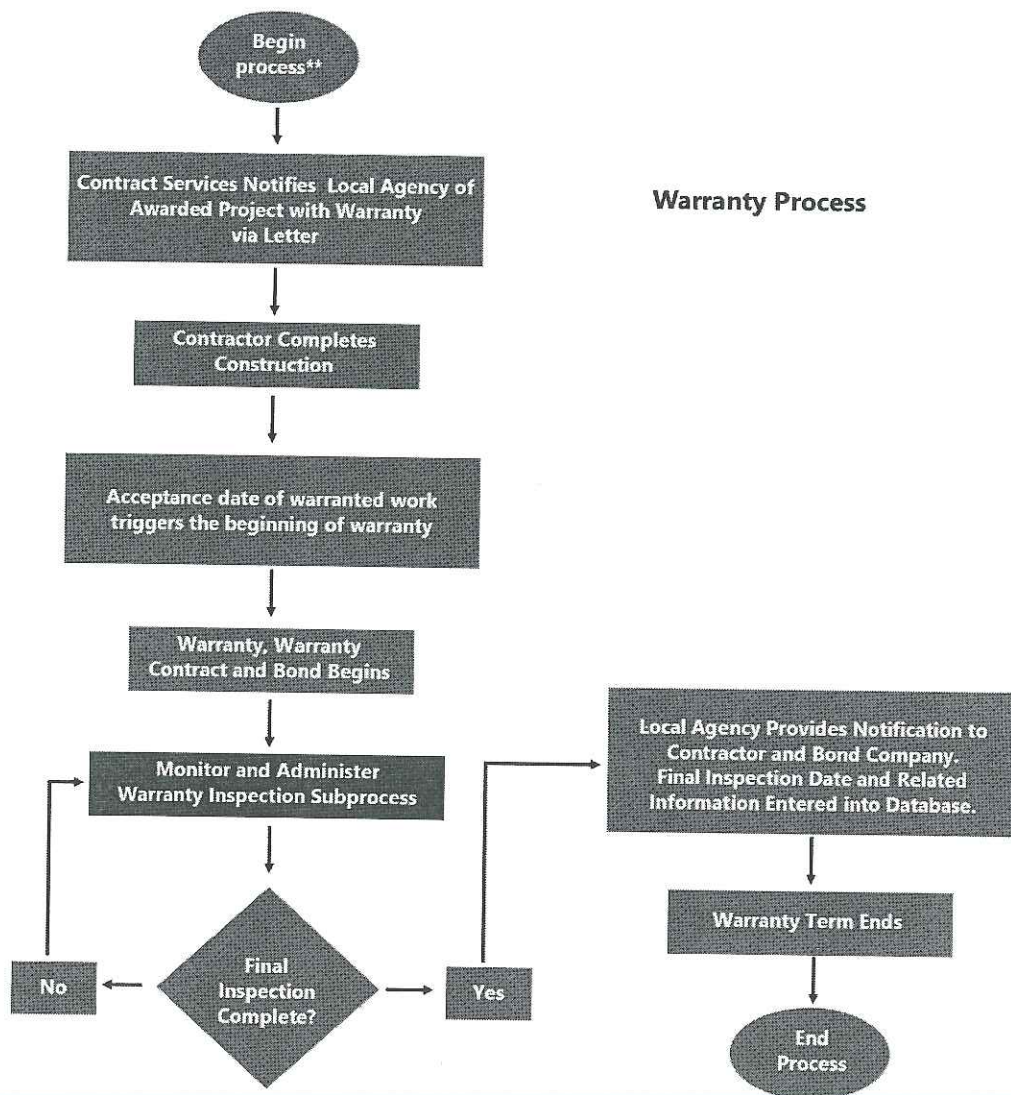 Begin
process**
Contract Services Notifies Local Agency of
Awarded Project with Warranty
via Letter
Warranty Process
Contractor Completes
Construction
Acceptance date of warranted work
triggers the beginning of warranty
Warranty, Warranty
Contract and Bond Begins
Monitor and Administer
Warranty Inspection Subprocess
Final
Inspection
Complete?
No
Yes
Local Agency Provides Notification to
Contractor and Bond Company.
Final Inspection Date and Related
Information Entered into Database.
Warranty Term Ends
End
Process